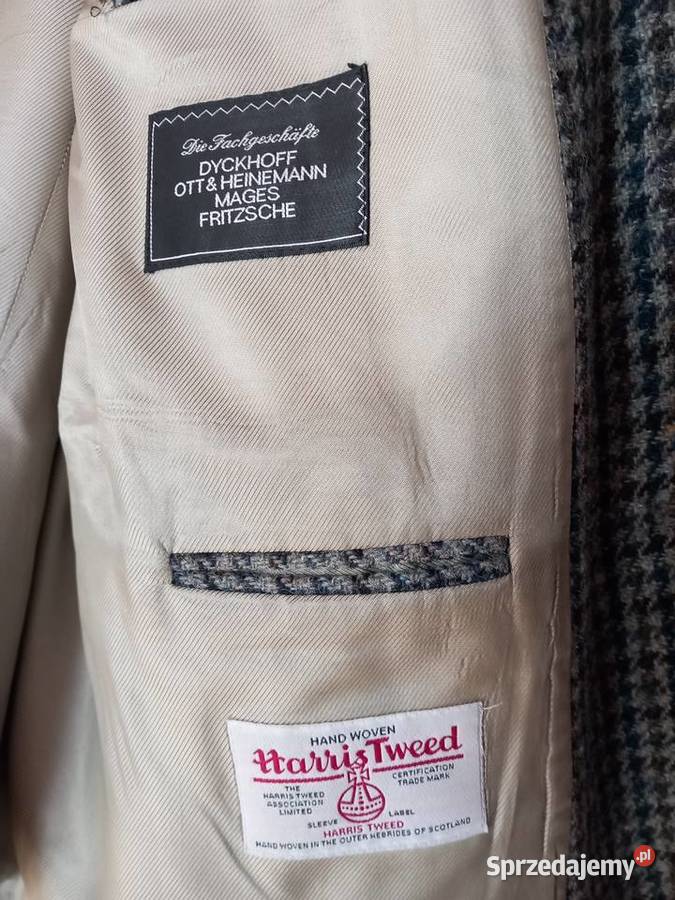 Die Fachgeschäfte
DYCKHOFF
OTT & HEINEMANN
MAGES
FRITZSCHE
HAND WOVEN
Harris Tweed
THE
HARRIS TWEED
ASSOCIATION
LIMITED
CERTIFICATION
TRADE MARK
SLEEVE LABEL
HARRIS TWEED
HAND WOVEN IN THE OUTER HEBRIDES OF SCOTLAND
Sprzedajemy.pl